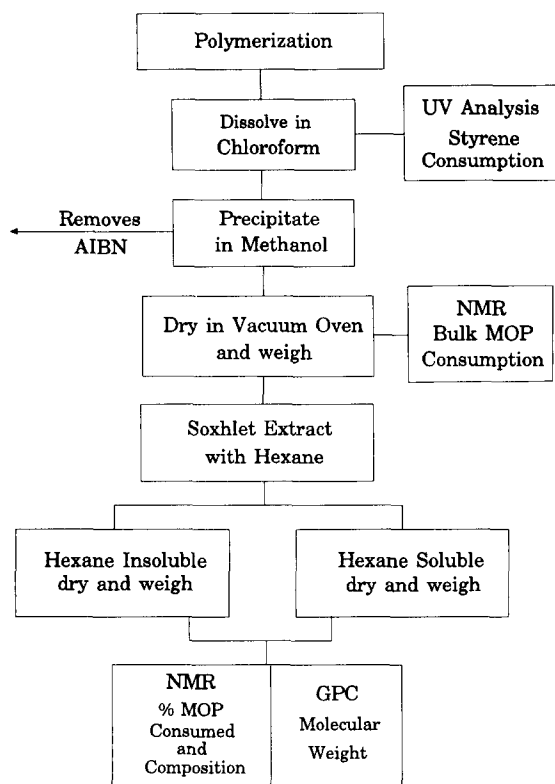 Polymerization
Dissolve in
Chloroform
UV Analysis
Styrene
Consumption
Removes
AIBN
Precipitate
in Methanol
Dry in Vacuum Oven
and weigh
NMR
Bulk MOP
Consumption
Soxhlet Extract
with Hexane
Hexane Insoluble
dry and weigh
Hexane Soluble
dry and weigh
NMR
% MOP
Consumed
and
Composition
GPC
Molecular
Weight